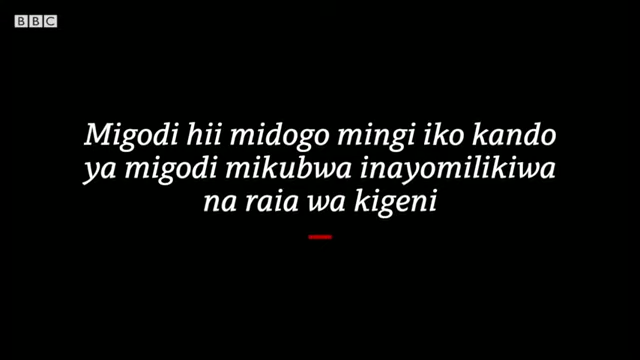 BBC
Migodi hii midogo mingi iko kando
ya migodi mikubwa inayomilikiwa
na raia wa kigeni